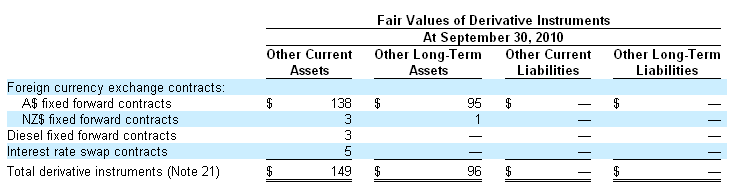 Fair Values of Derivative Instruments
At September 30, 2010
Other Current Assets Other Long-Term Assets Other Current Liabilities Other Long-Term Liabilities
Foreign currency exchange contracts:
A$ fixed forward contracts $ 138 $ 95 $ — $ —
NZ$ fixed forward contracts 3 1 — —
Diesel fixed forward contracts 3 — — —
Interest rate swap contracts 5 — — —
Total derivative instruments (Note 21) $ 149 $ 96 $ — $ —